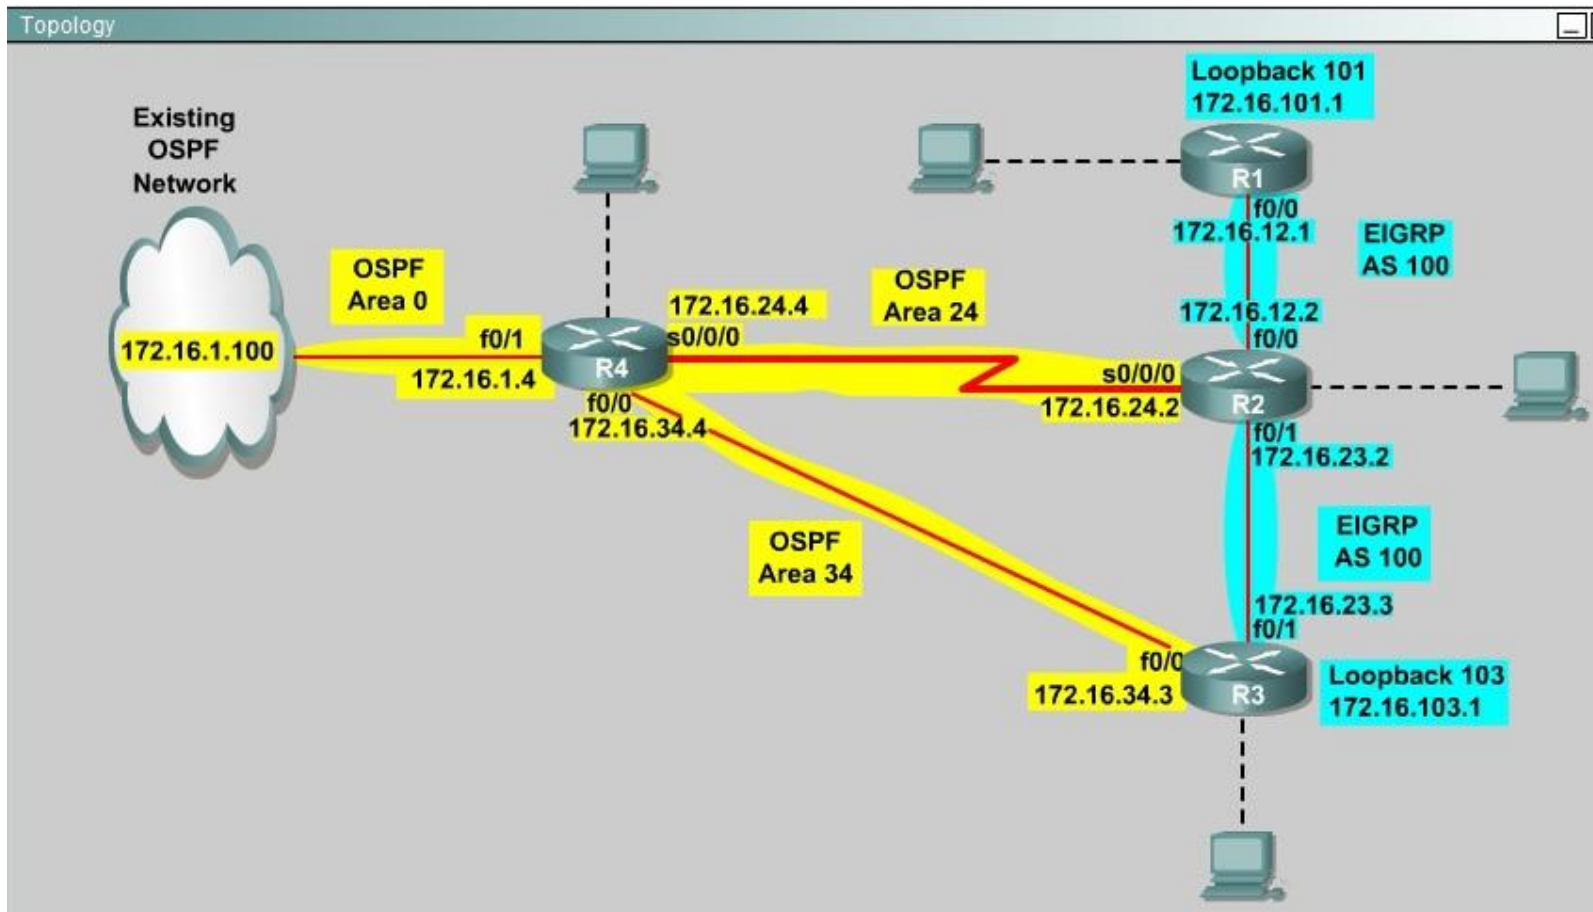 Topology
Existing
OSPF
Network
172.16.1.100
OSPF
Area 0
f0/1
172.16.1.4
R4
172.16.24.4
s0/0/0
f0/0
172.16.34.4
OSPF
Area 24
OSPF
Area 34
Loopback 101
172.16.101.1
R1
f0/0
172.16.12.1
EIGRP
AS 100
172.16.12.2
f0/0
s0/0/0
172.16.24.2
R2
f0/1
172.16.23.2
EIGRP
AS 100
172.16.23.3
f0/1
f0/0
172.16.34.3
R3
Loopback 103
172.16.103.1